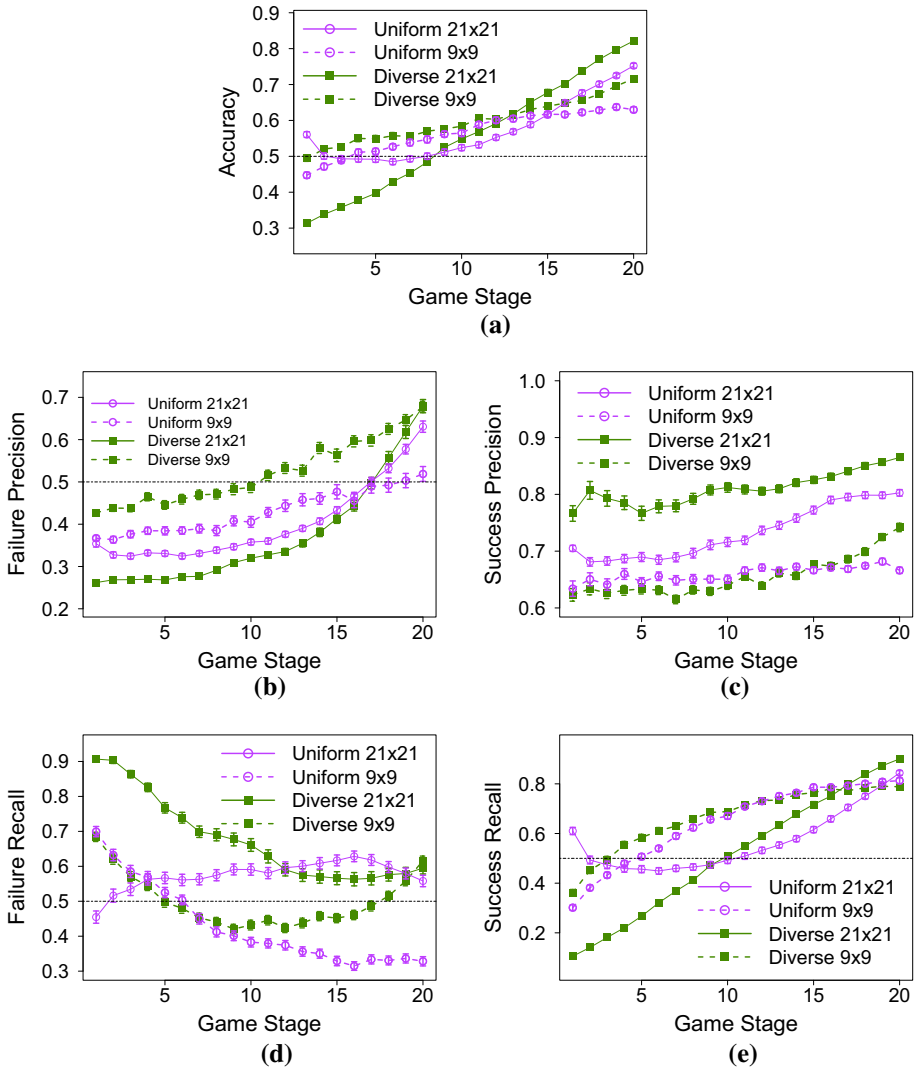 0.9
0.8
0.7
0.6
0.5
0.4
0.3
Accuracy
Uniform 21x21
Uniform 9x9
Diverse 21x21
Diverse 9x9
5 10 15 20
Game Stage
(a)
0.7
0.6
0.5
0.4
0.3
0.2
Failure Precision
Uniform 21x21
Uniform 9x9
Diverse 21x21
Diverse 9x9
5 10 15 20
Game Stage
(b)
1.0
0.9
0.8
0.7
0.6
Success Precision
Uniform 21x21
Uniform 9x9
Diverse 21x21
Diverse 9x9
5 10 15 20
Game Stage
(c)
0.9
0.8
0.7
0.6
0.5
0.4
0.3
Failure Recall
Uniform 21x21
Uniform 9x9
Diverse 21x21
Diverse 9x9
5 10 15 20
Game Stage
(d)
0.8
0.6
0.4
0.2
Success Recall
Uniform 21x21
Uniform 9x9
Diverse 21x21
Diverse 9x9
5 10 15 20
Game Stage
(e)